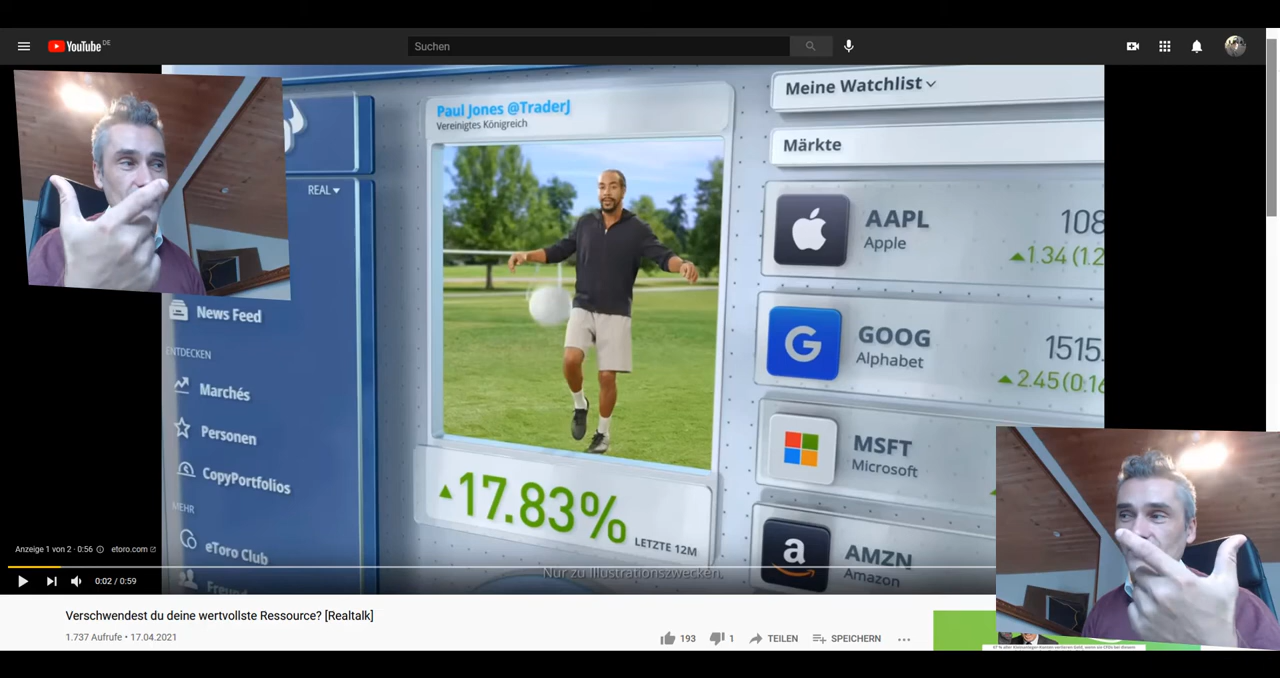 YouTube DE
Suchen
Paul Jones @TraderJ
Vereinigtes Königreich
Meine Watchlist
Märkte
REAL
AAPL
Apple
108
1.34 (1.2
News Feed
ENTDECKEN
GOOG
Alphabet
1515.
2.45 (0.16
Marchés
Personen
CopyPortfolios
MSFT
Microsoft
17.83%
LETZTE 12M
MEHR
eToro Club
AMZN
Amazon
Anzeige 1 von 2 · 0:56
etoro.com
Nur zu Illustrationszwecken.
0:02 / 0:59
Verschwendest du deine wertvollste Ressource? [Realtalk]
1.737 Aufrufe • 17.04.2021
193
1
TEILEN
SPEICHERN